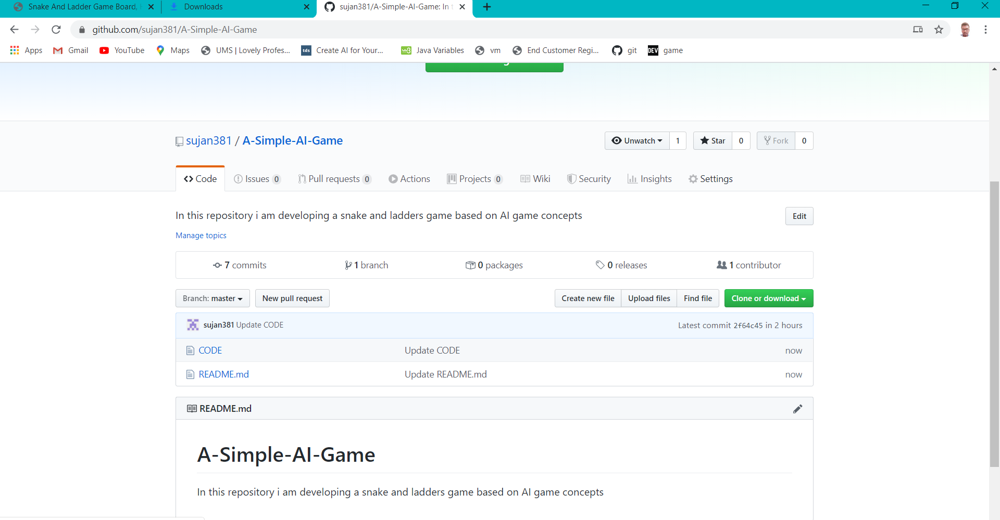 Snake And Ladder Game Board,
Downloads
sujan381/A-Simple-AI-Game: In t
github.com/sujan381/A-Simple-AI-Game
Apps Gmail YouTube Maps UMS | Lovely Profes... tds Create AI for Your... w3 Java Variables vm End Customer Regi... git DEV game
sujan381 / A-Simple-AI-Game
Unwatch 1 Star 0 Fork 0
Code Issues 0 Pull requests 0 Actions Projects 0 Wiki Security Insights Settings
In this repository i am developing a snake and ladders game based on AI game concepts
Edit
Manage topics
7 commits 1 branch 0 packages 0 releases 1 contributor
Branch: master New pull request Create new file Upload files Find file Clone or download
sujan381 Update CODE Latest commit 2f64c45 in 2 hours
CODE Update CODE now
README.md Update README.md now
README.md
A-Simple-AI-Game
In this repository i am developing a snake and ladders game based on AI game concepts